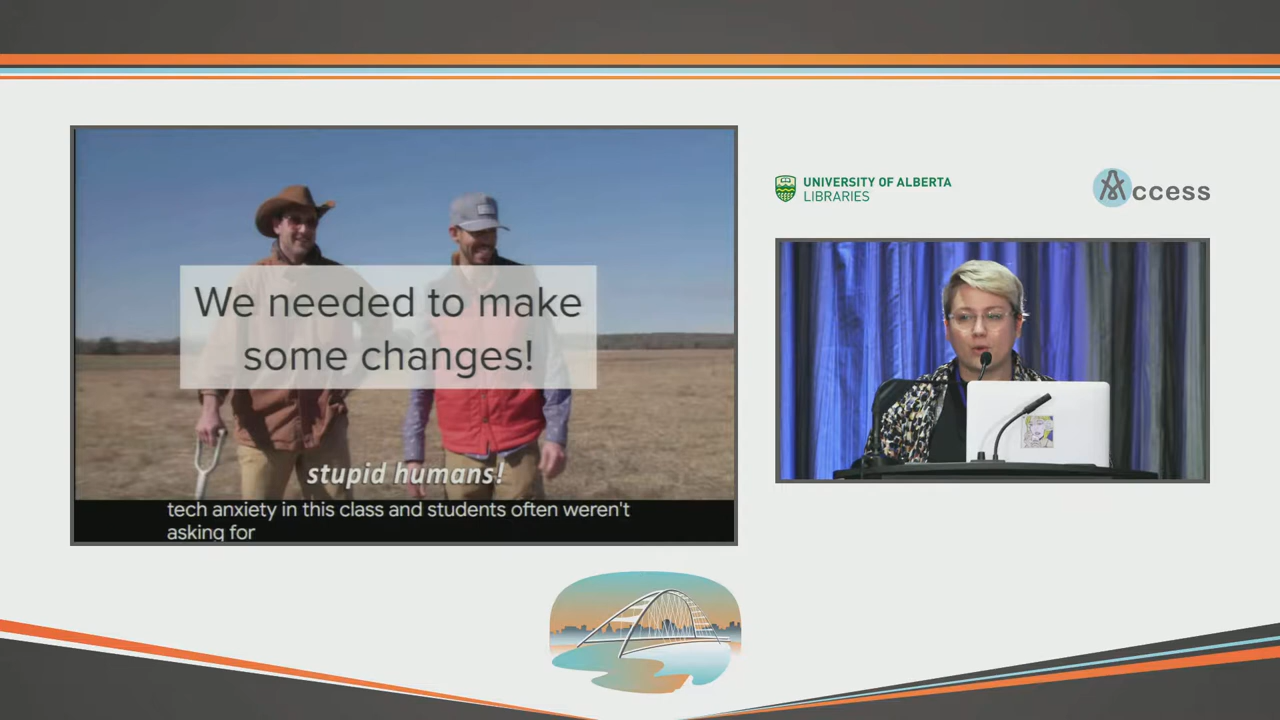 We needed to make
some changes!
stupid humans!
tech anxiety in this class and students often weren't
asking for
UNIVERSITY OF ALBERTA
LIBRARIES
Access